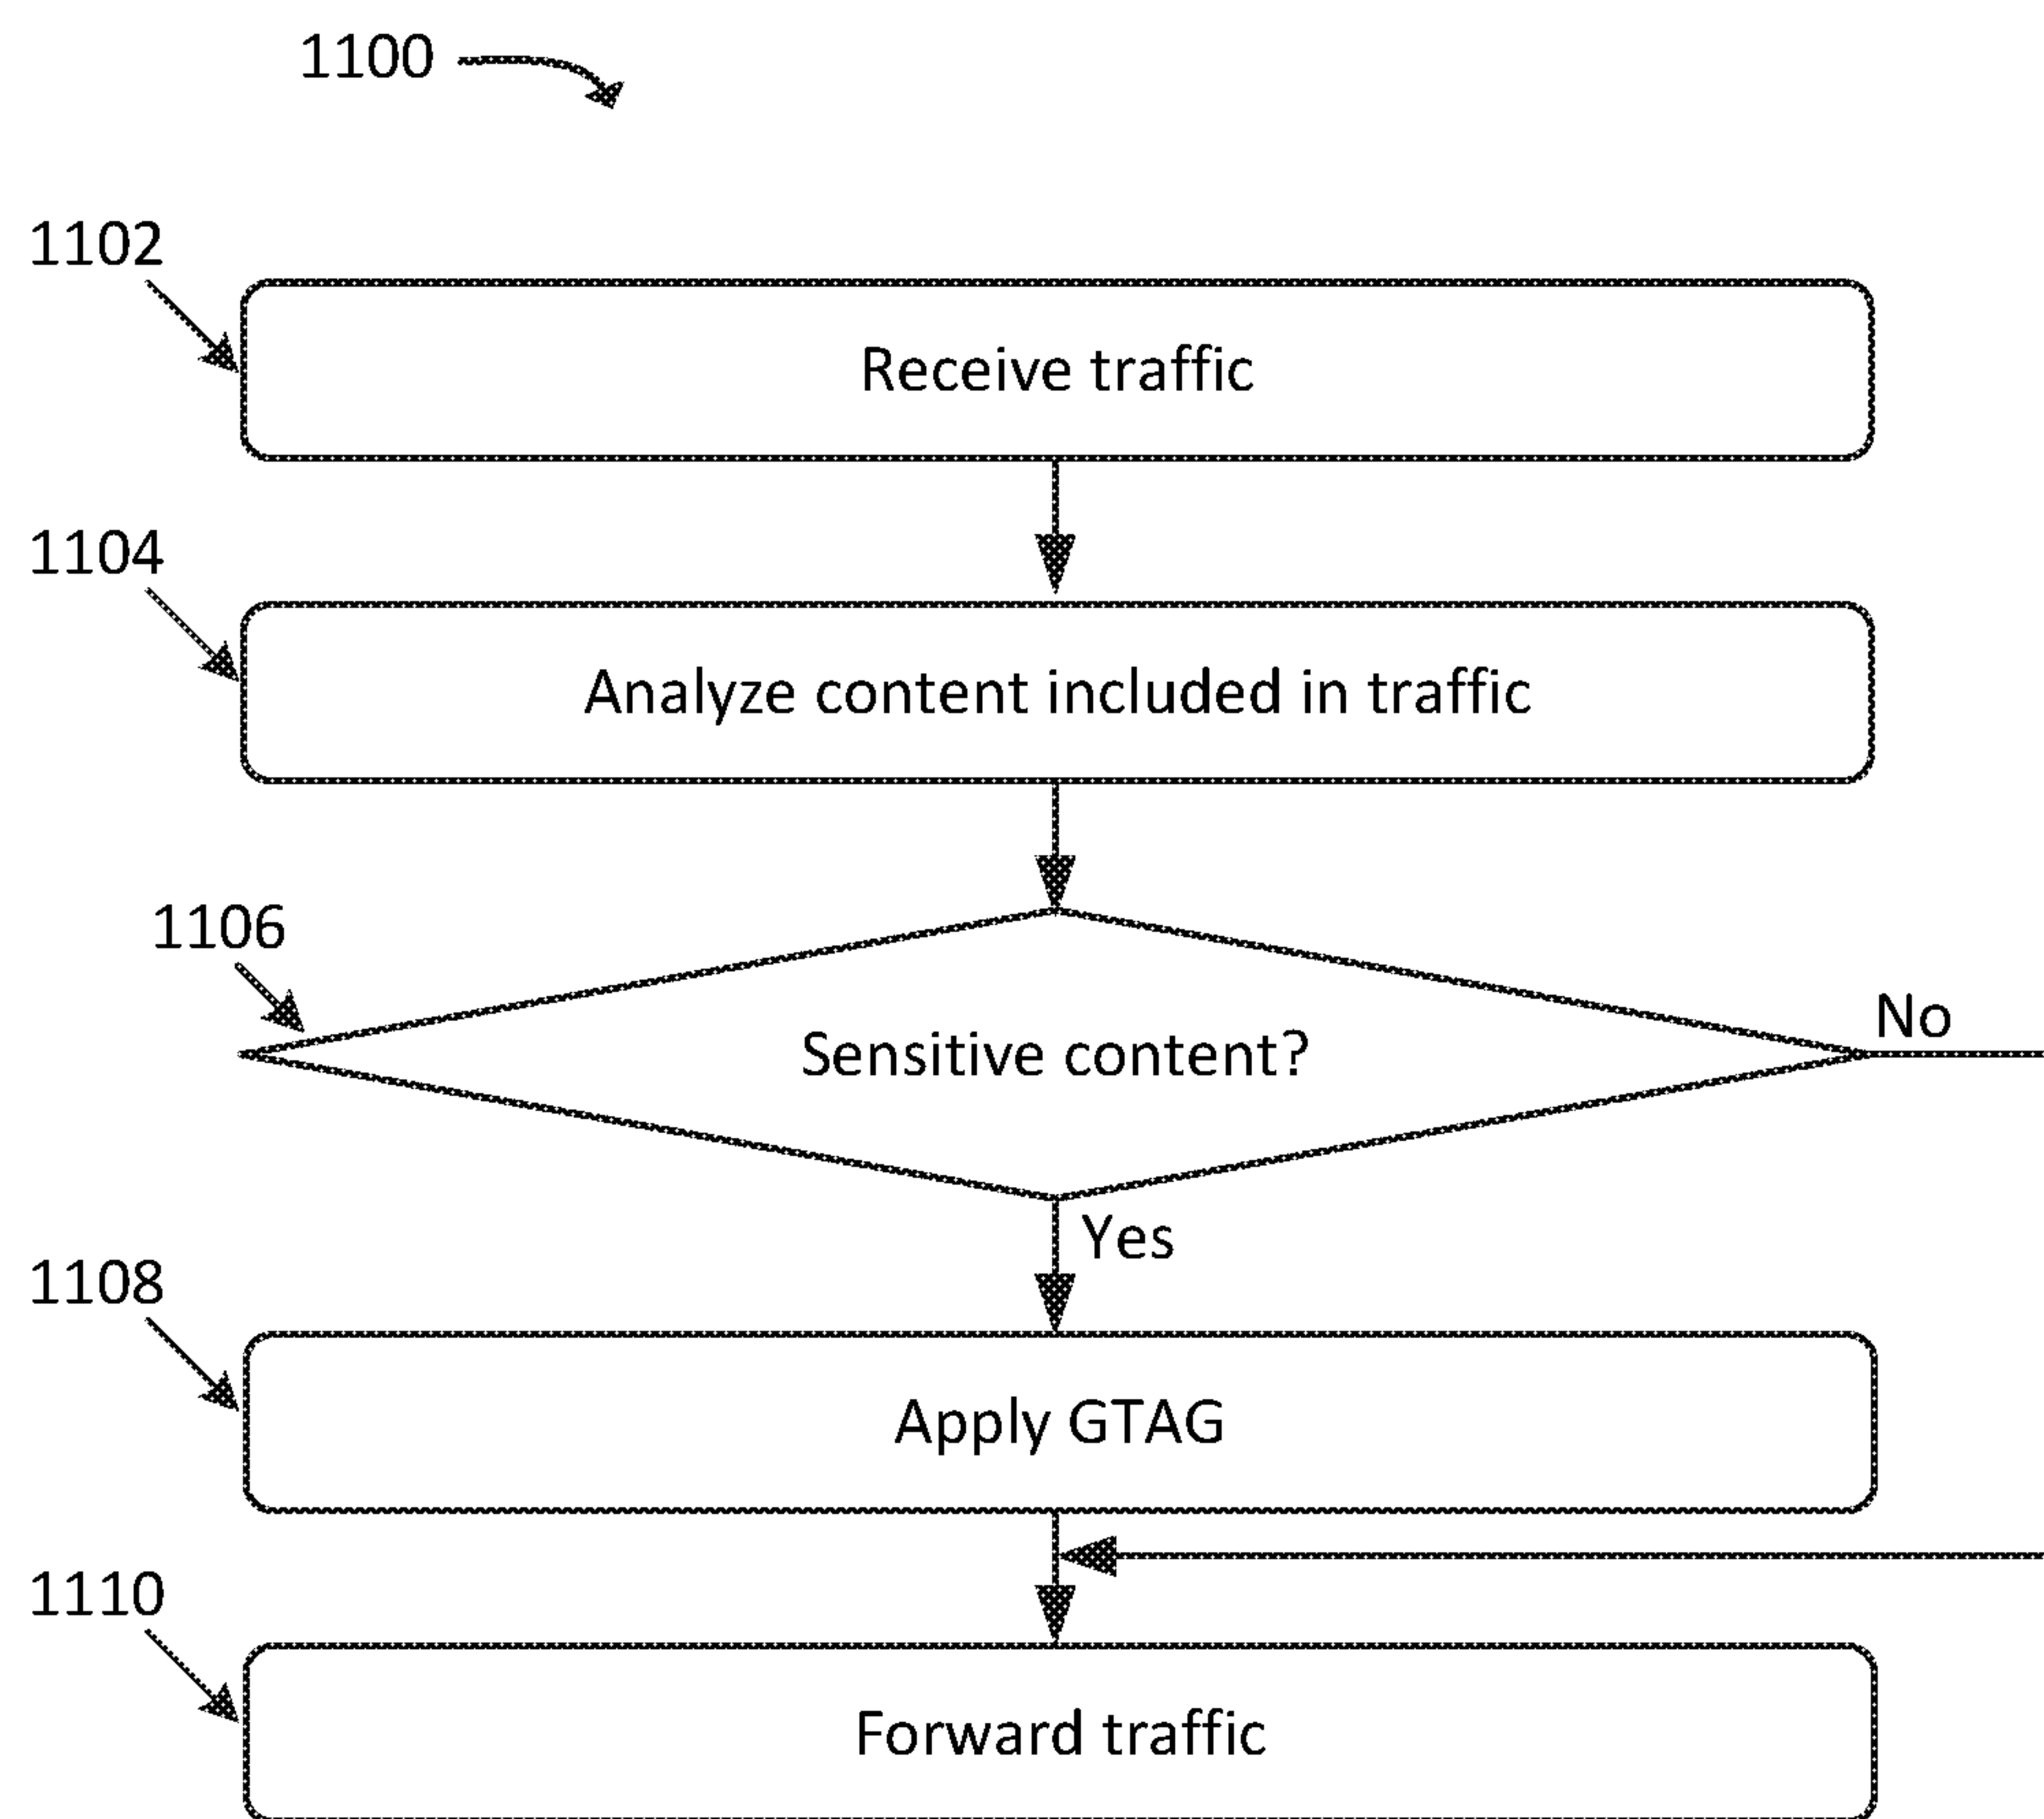 1100
1102
Receive traffic
1104
Analyze content included in traffic
1106
Sensitive content?
No
Yes
1108
Apply GTAG
1110
Forward traffic